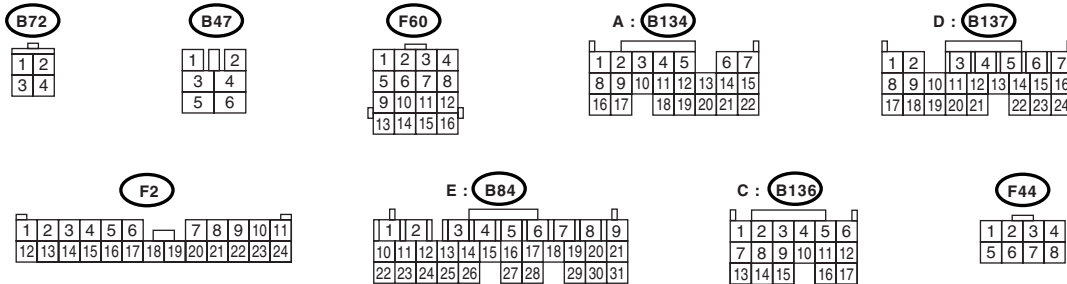 B72 B47 F60 A : B134 D : B137
1 2
3 4
1 2
3 4
5 6
1 2 3 4
5 6 7 8
9 10 11 12
13 14 15 16
1 2 3 4 5 6 7
8 9 10 11 12 13 14 15
16 17 18 19 20 21 22
1 2 3 4 5 6 7
8 9 10 11 12 13 14 15 16
17 18 19 20 21 22 23 24
F2 E : B84 C : B136 F44
1 2 3 4 5 6 7 8 9 10 11
12 13 14 15 16 17 18 19 20 21 22 23 24
1 2 3 4 5 6 7 8 9
10 11 12 13 14 15 16 17 18 19 20 21
22 23 24 25 26 27 28 29 30 31
1 2 3 4 5 6
7 8 9 10 11 12
13 14 15 16 17
1 2 3 4
5 6 7 8